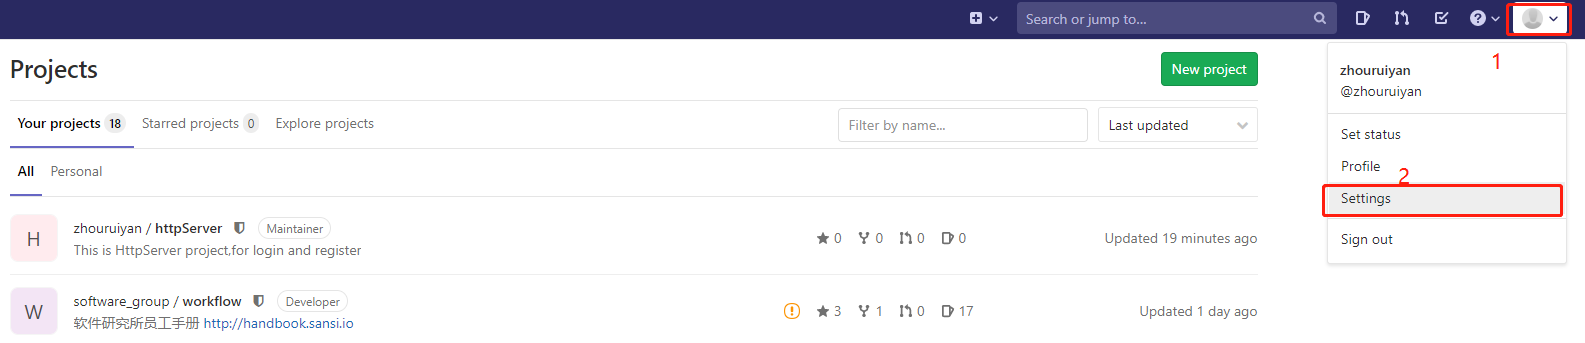 Search or jump to...
1
Projects
New project
zhouruiyan
@zhouruiyan
Your projects 18 Starred projects 0 Explore projects
Filter by name...
Last updated
Set status
All Personal
Profile
2
Settings
H
zhouruiyan / httpServer Maintainer
This is HttpServer project,for login and register
0 0 0 0
Updated 19 minutes ago
Sign out
W
software_group / workflow Developer
软件研究所员工手册 http://handbook.sansi.io
3 1 0 17
Updated 1 day ago